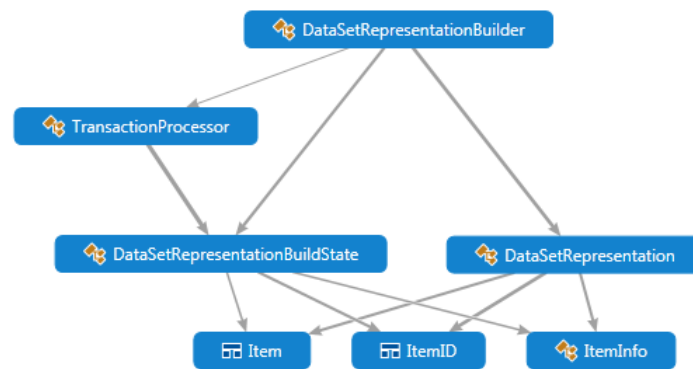 DataSetRepresentationBuilder
TransactionProcessor
DataSetRepresentationBuildState
DataSetRepresentation
Item
ItemID
ItemInfo